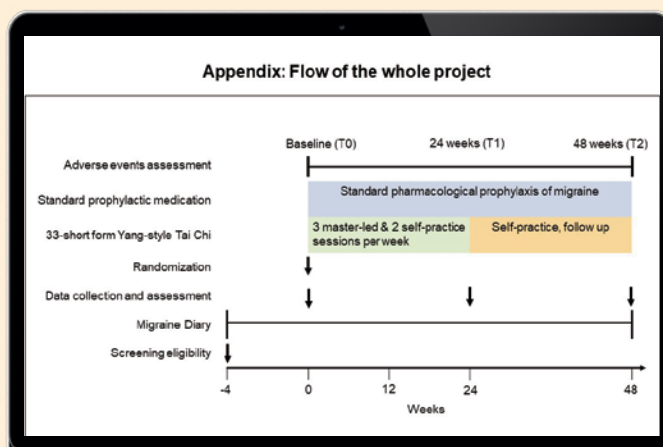 Appendix: Flow of the whole project
Baseline (T0)
24 weeks (T1)
48 weeks (T2)
Adverse events assessment
Standard prophylactic medication
Standard pharmacological prophylaxis of migraine
33-short form Yang-style Tai Chi
3 master-led & 2 self-practice
sessions per week
Self-practice, follow up
Randomization
Data collection and assessment
Migraine Diary
Screening eligibility
-4
0
12
24
48
Weeks